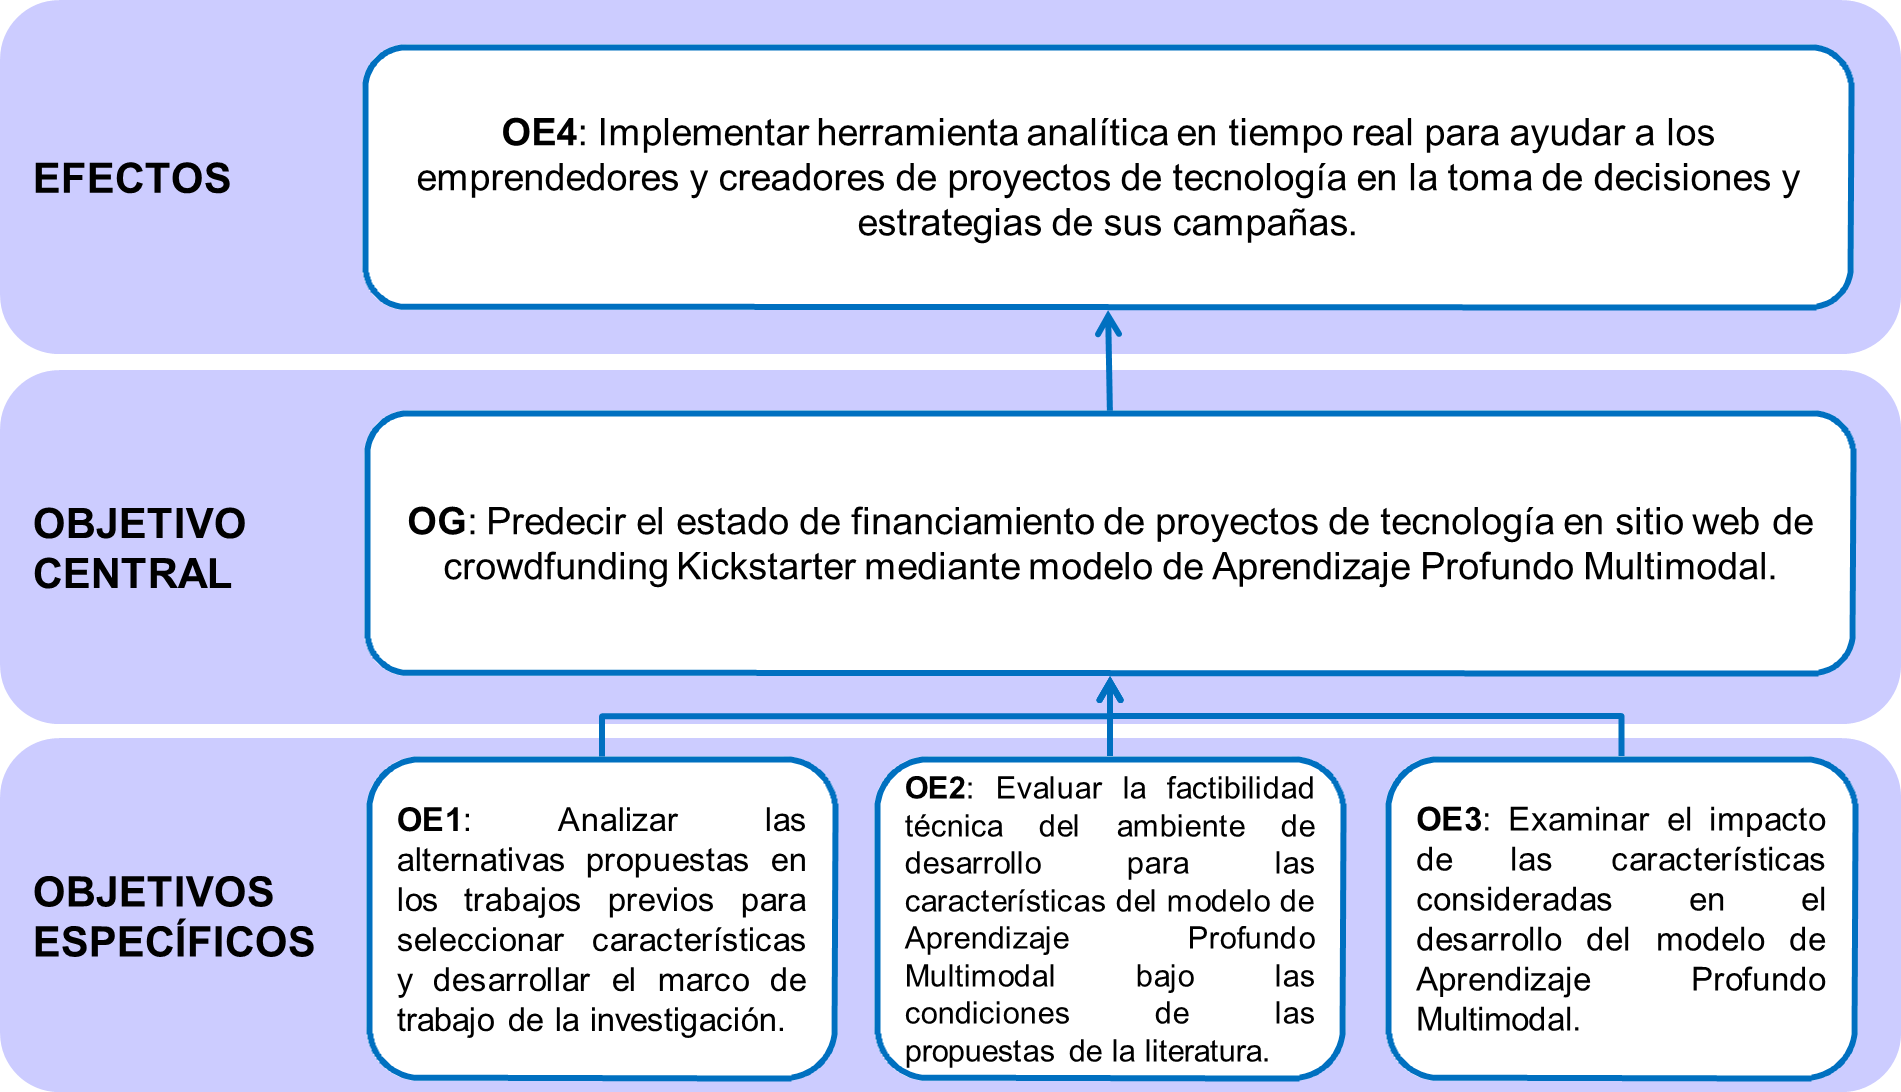 EFECTOS
OE4: Implementar herramienta analítica en tiempo real para ayudar a los
emprendedores y creadores de proyectos de tecnología en la toma de decisiones y
estrategias de sus campañas.
OBJETIVO
CENTRAL
OG: Predecir el estado de financiamiento de proyectos de tecnología en sitio web de
crowdfunding Kickstarter mediante modelo de Aprendizaje Profundo Multimodal.
OBJETIVOS
ESPECÍFICOS
OE1: Analizar las
alternativas propuestas en
los trabajos previos para
seleccionar características
y desarrollar el marco de
trabajo de la investigación.
OE2: Evaluar la factibilidad
técnica del ambiente de
desarrollo para las
características del modelo de
Aprendizaje Profundo
Multimodal bajo las
condiciones de las
propuestas de la literatura.
OE3: Examinar el impacto
de las características
consideradas en el
desarrollo del modelo de
Aprendizaje Profundo
Multimodal.